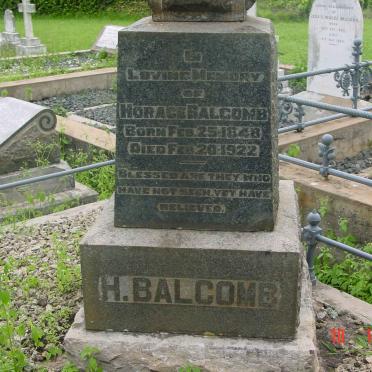 In
Loving Memory
of
Horace Balcomb
Born Feb. 25. 1848
Died Feb. 20. 1922.
Blessed are they who
have not seen, yet have
believed.
H. BALCOMB